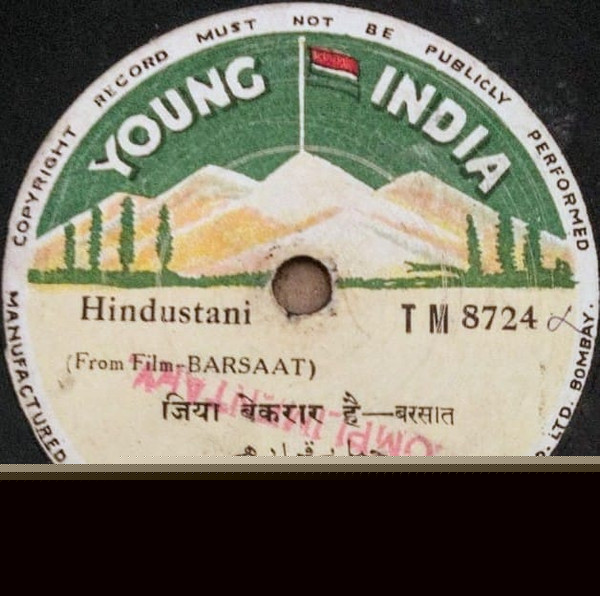 COPYRIGHT RECORD MUST NOT BE PUBLICLY PERFORMED
YOUNG INDIA
Hindustani
TM 8724
(From Film-BARSAAT)
जिया बेकरार है—बरसात
MANUFACTURED
LTD. BOMBAY.